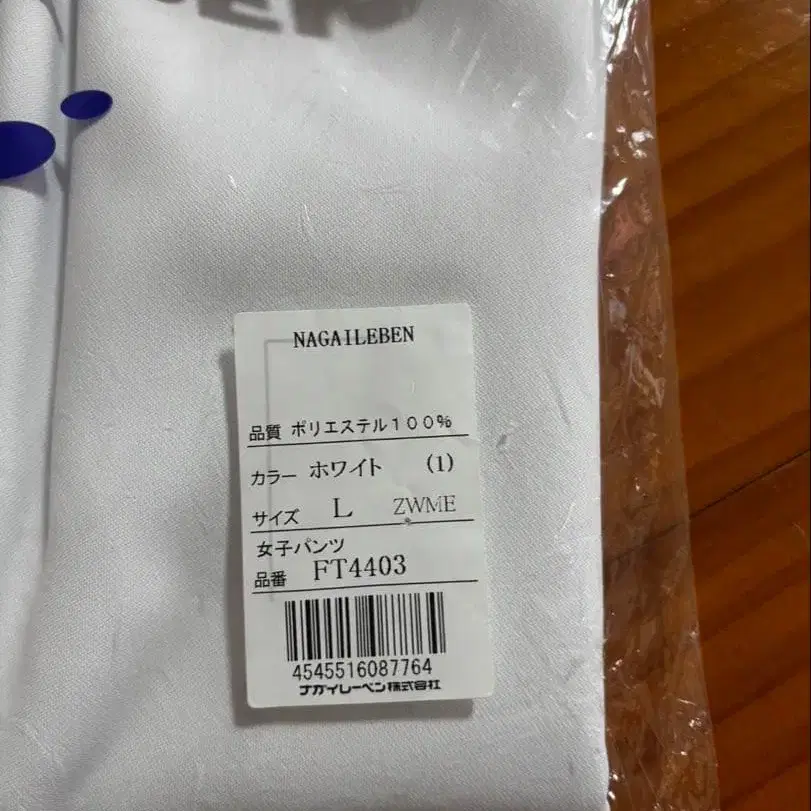 NAGAILEBEN
品質 ポリエステル１００％
カラー ホワイト (1)
サイズ L ZWME
女子パンツ
品番 FT4403
4545516087764
ナガイレーベン株式会社